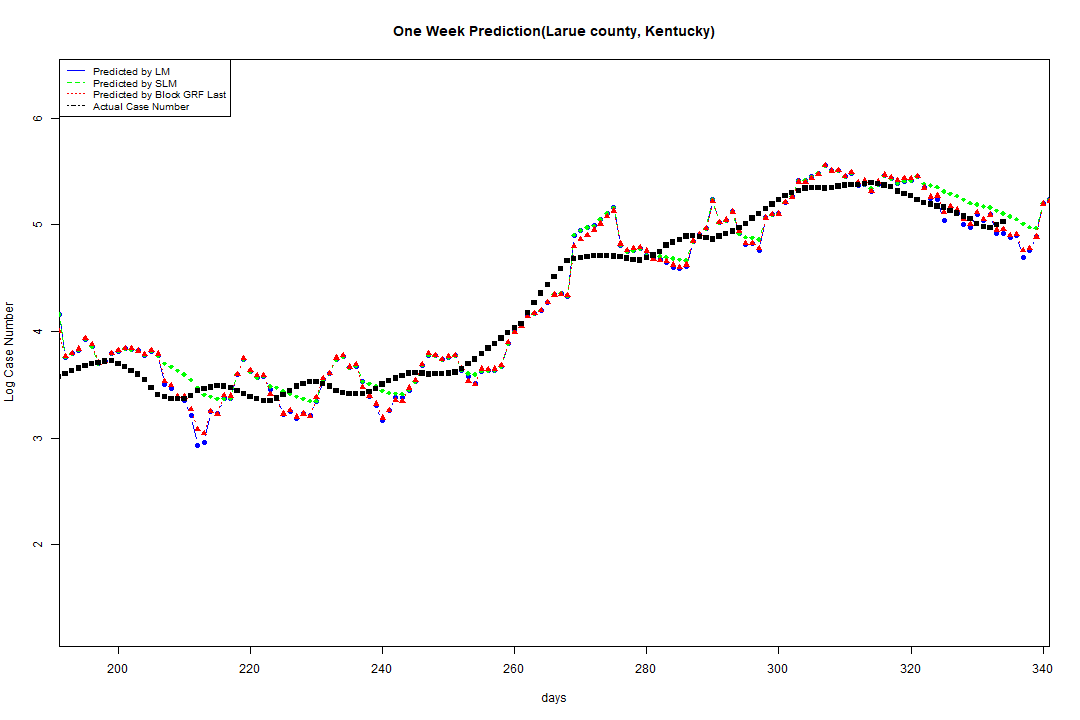 One Week Prediction(Larue county, Kentucky)
Predicted by LM
Predicted by SLM
Predicted by Block GRF Last
Actual Case Number
6
5
4
3
2
Log Case Number
200 220 240 260 280 300 320 340
days